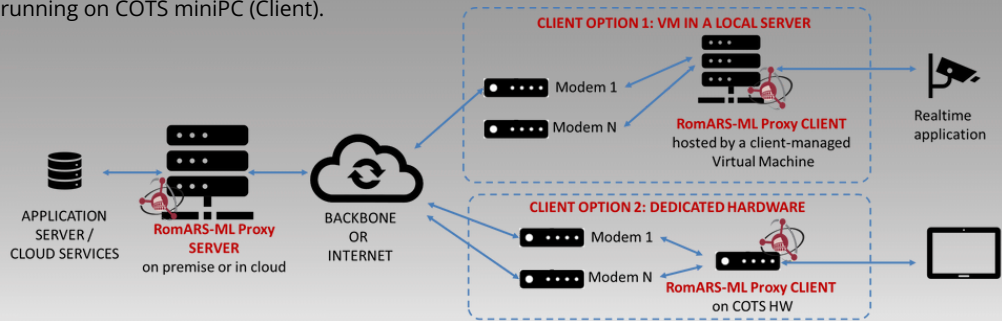 running on COTS miniPC (Client).
CLIENT OPTION 1: VM IN A LOCAL SERVER
Modem 1
Modem N
RomARS-ML Proxy CLIENT
hosted by a client-managed
Virtual Machine
Realtime
application
APPLICATION
SERVER /
CLOUD SERVICES
RomARS-ML Proxy
SERVER
on premise or in cloud
BACKBONE
OR
INTERNET
CLIENT OPTION 2: DEDICATED HARDWARE
Modem 1
Modem N
RomARS-ML Proxy CLIENT
on COTS HW